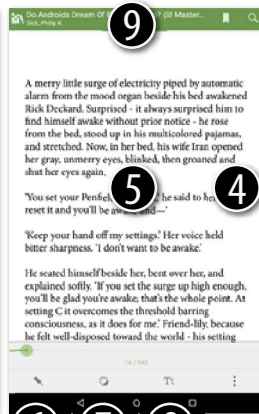 Do Androids Dream Of ? (Sf Master...
Dick, Philip K.
9
A merry little surge of electricity piped by automatic
alarm from the mood organ beside his bed awakened
Rick Deckard. Surprised - it always surprised him to
find himself awake without prior notice - he rose
from the bed, stood up in his multicolored pajamas,
and stretched. Now, in her bed, his wife Iran opened
her gray, unmerry eyes, blinked, then groaned and
shut her eyes again.
5
4
'You set your Penfield he said to her
reset it and you'll be awake and—'
'Keep your hand off my settings.' Her voice held
bitter sharpness. 'I don't want to be awake.'
He seated himself beside her, bent over her, and
explained softly. 'If you set the surge up high enough,
you'll be glad you're awake; that's the whole point. At
setting C it overcomes the threshold barring
consciousness, as it does for me.' Friend-lily, because
he felt well-disposed toward the world - his setting
Tt